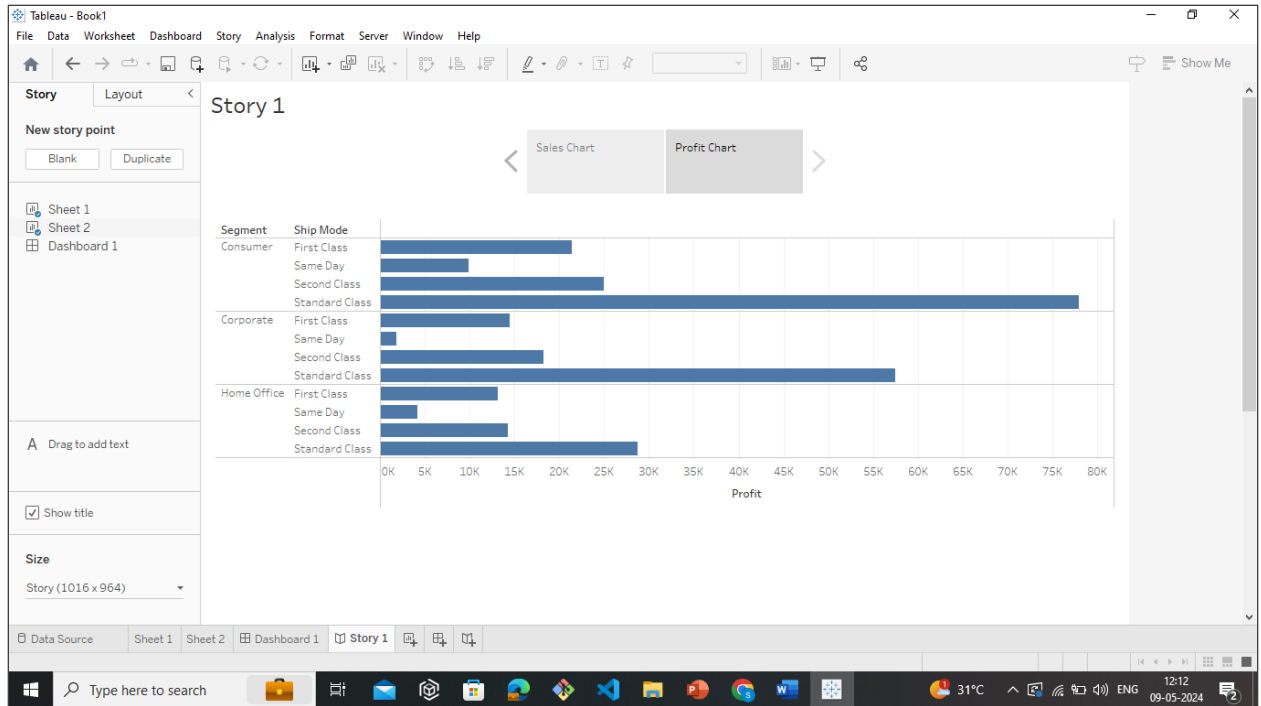 Tableau - Book1
File Data Worksheet Dashboard Story Analysis Format Server Window Help
Show Me
Story Layout
Story 1
New story point
Blank Duplicate
Sales Chart Profit Chart
Sheet 1
Sheet 2
Dashboard 1
Segment Ship Mode
Consumer First Class
Same Day
Second Class
Standard Class
Corporate First Class
Same Day
Second Class
Standard Class
Home Office First Class
Same Day
Second Class
Standard Class
0K 5K 10K 15K 20K 25K 30K 35K 40K 45K 50K 55K 60K 65K 70K 75K 80K
Profit
A Drag to add text
Show title
Size
Story (1016 x 964)
Data Source Sheet 1 Sheet 2 Dashboard 1 Story 1
Type here to search
1 31°C ENG 12:12
09-05-2024 2